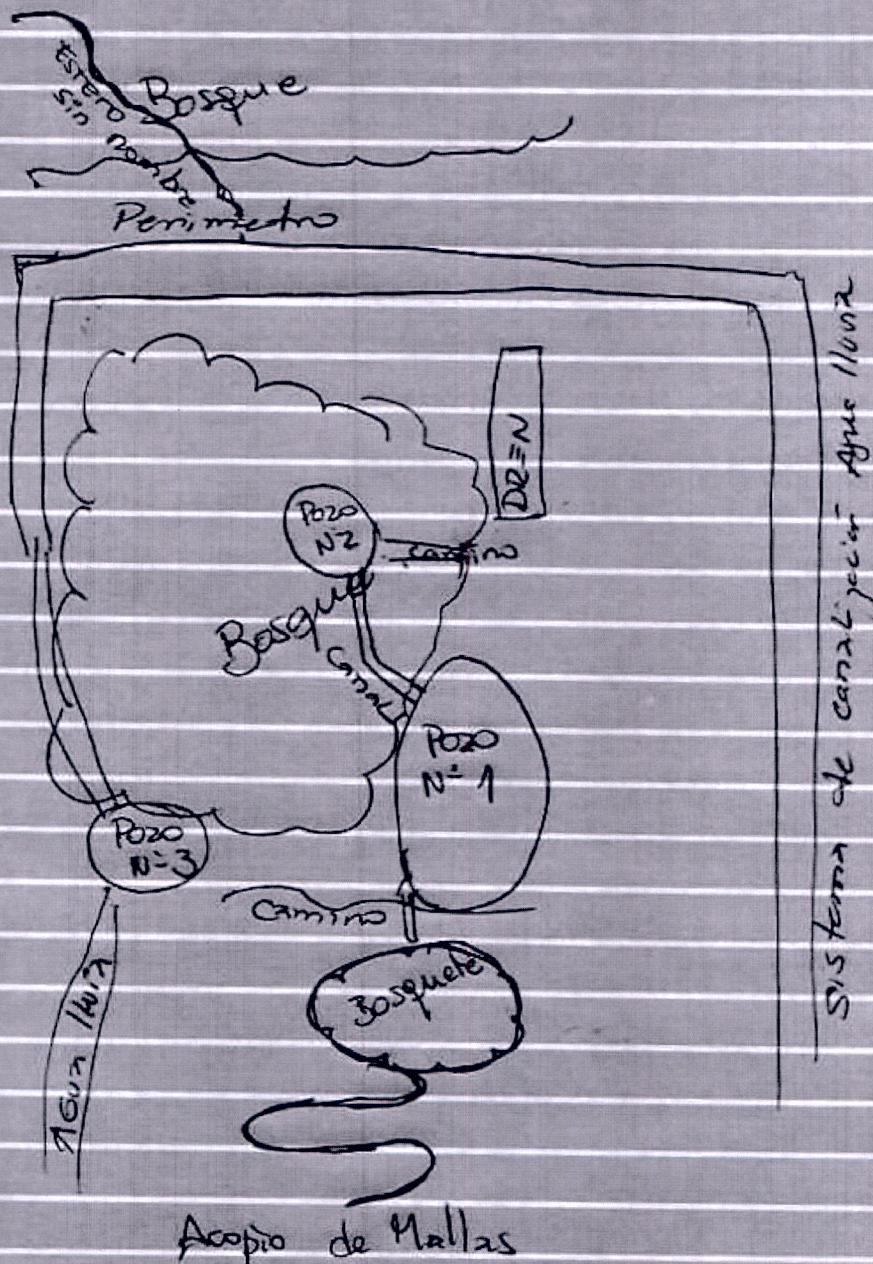 Bosque
Estero
sin
nombre
Perimetro
Sistema de canalización Agua lluvia
DREN
Pozo
N°2
Camino
Bosque
Canal
Pozo
N° 1
Pozo
N° 3
Camino
Bosquete
Agua lluvia
Acopio de Mallas